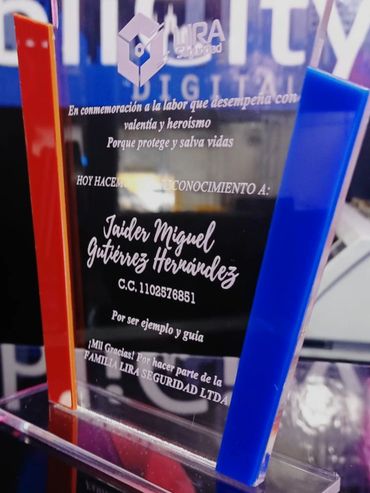 DIGITAL
LIRA
En conmemoración a la labor que desempeña con
valentía y heroísmo
Porque protege y salva vidas
HOY HACEMOS RECONOCIMIENTO A:
Jaider Miguel
Gutiérrez Hernández
C.C. 1102576851
Por ser ejemplo y guía
¡Mil Gracias! Por hacer parte de la
FAMILIA LIRA SEGURIDAD LTDA